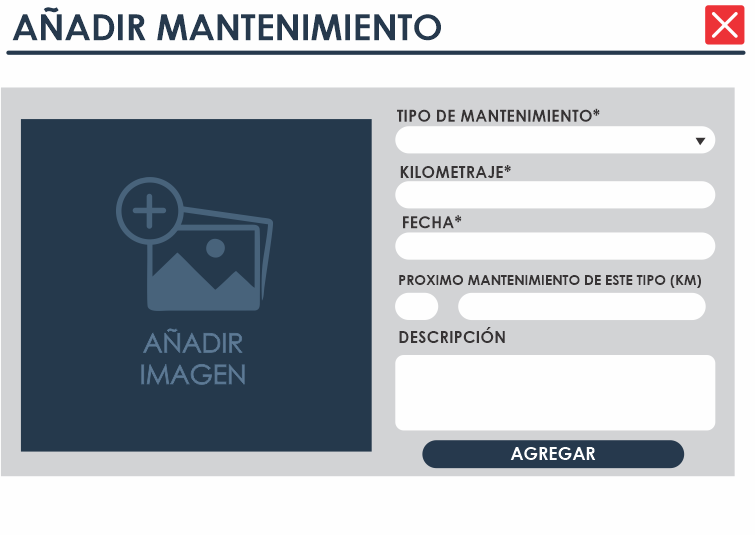 AÑADIR MANTENIMIENTO
AÑADIR
IMAGEN
TIPO DE MANTENIMIENTO*
KILOMETRAJE*
FECHA*
PROXIMO MANTENIMIENTO DE ESTE TIPO (KM)
DESCRIPCIÓN
AGREGAR